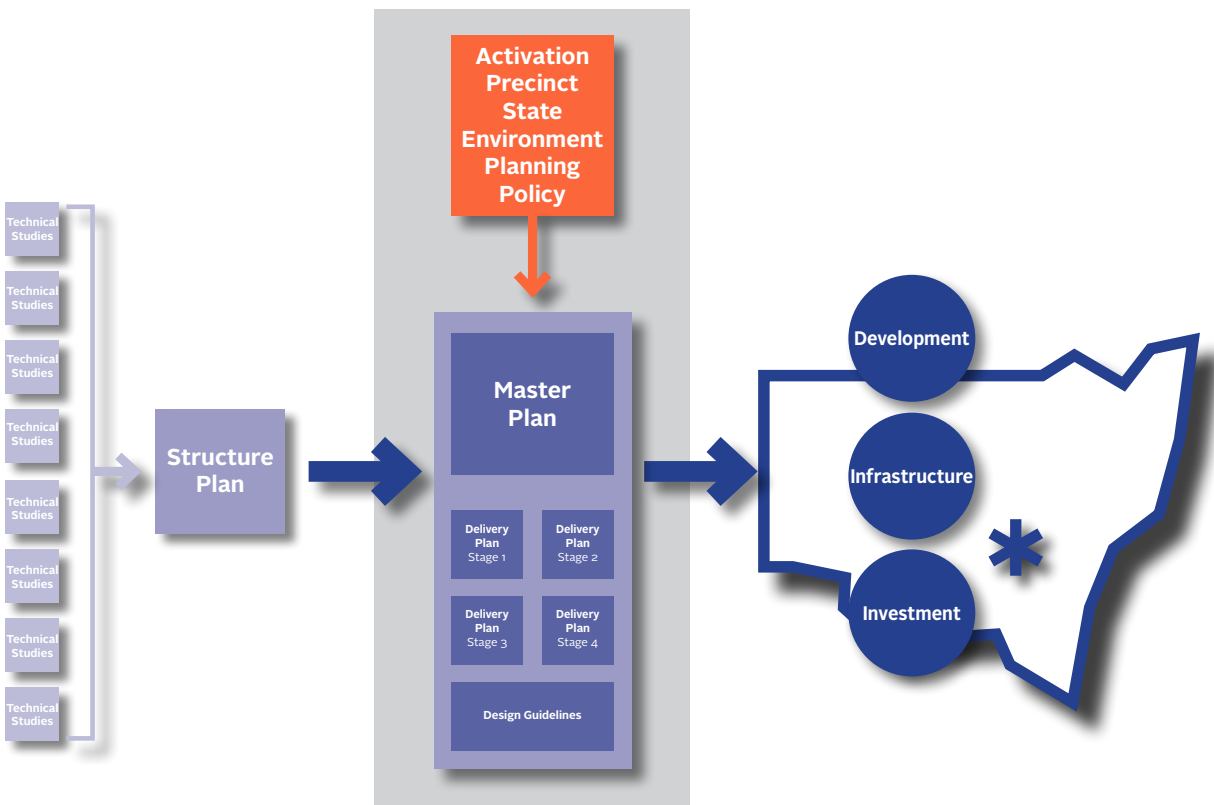 Activation
Precinct
State
Environment
Planning
Policy
Technical
Studies
Technical
Studies
Technical
Studies
Technical
Studies
Technical
Studies
Technical
Studies
Technical
Studies
Technical
Studies
Structure
Plan
Master
Plan
Delivery
Plan
Stage 1
Delivery
Plan
Stage 2
Delivery
Plan
Stage 3
Delivery
Plan
Stage 4
Design Guidelines
Development
Infrastructure
Investment